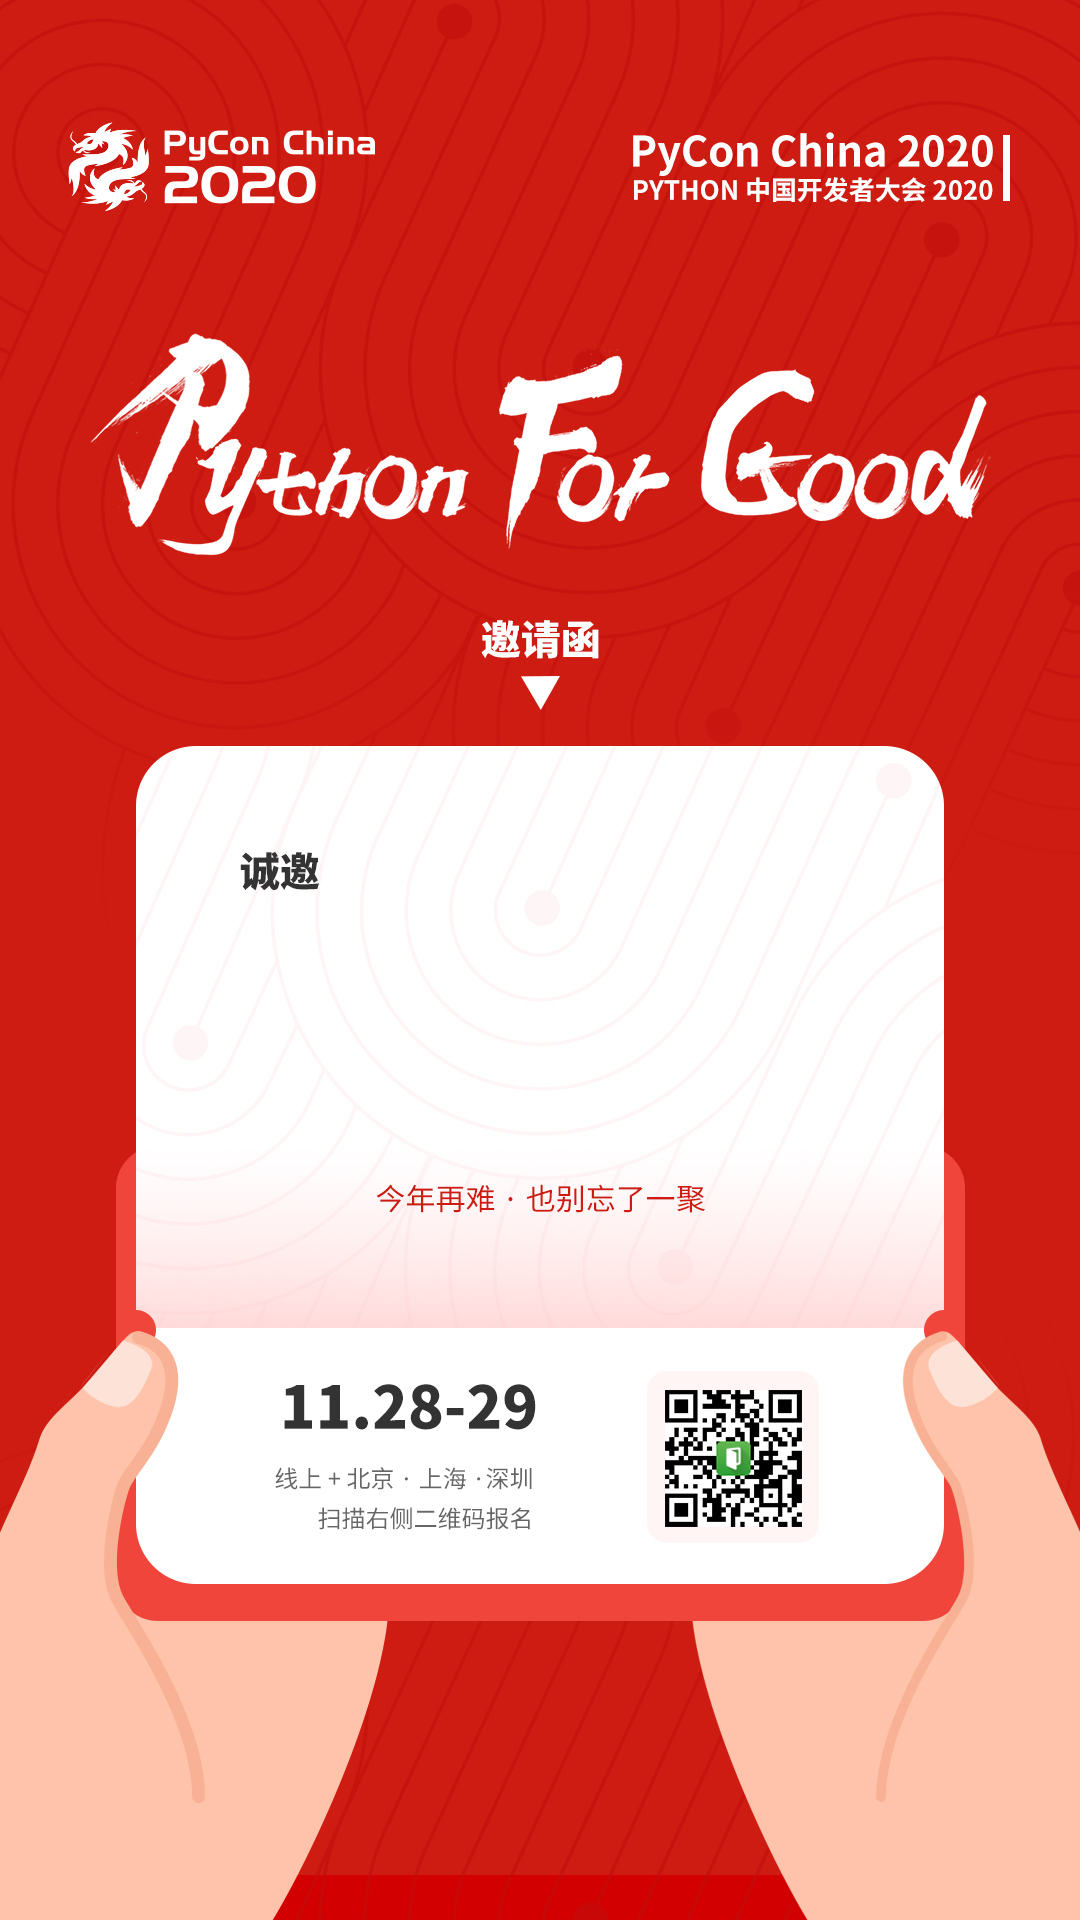 PyCon China
2020
PyCon China 2020
PYTHON 中国开发者大会 2020
Python For Good
邀请函
诚邀
今年再难 · 也别忘了一聚
11.28-29
线上 + 北京 · 上海 · 深圳
扫描右侧二维码报名